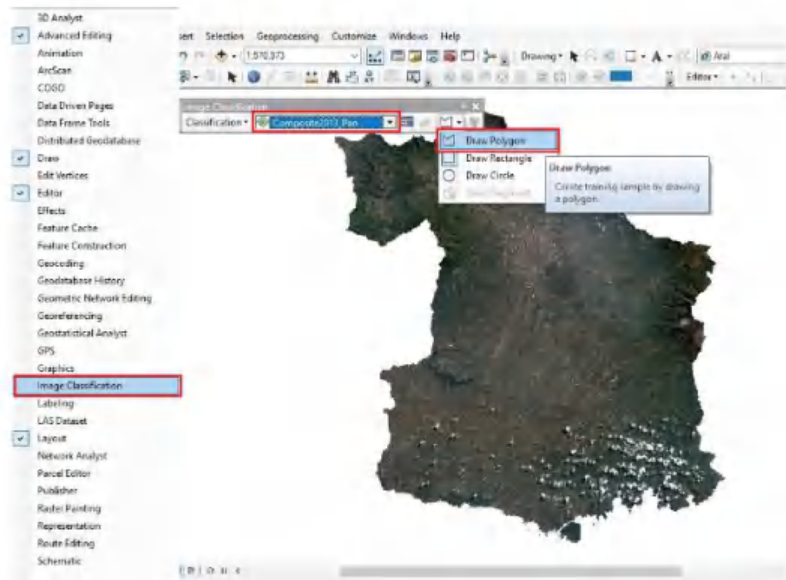 3D Analyst
Advanced Editing
Animation
ArcScan
COGO
Data Driven Pages
Data Frame Tools
Distributed Geodatabase
Draw
Edit Vertices
Editor
Effects
Feature Cache
Feature Construction
Geocoding
Geodatabase History
Geometric Network Editing
Georeferencing
Geostatistical Analyst
GPS
Graphics
Image Classification
Labeling
LAS Dataset
Layout
Network Analyst
Parcel Editor
Publisher
Raster Painting
Representation
Route Editing
Schematic
sert Selection Geoprocessing Customize Windows Help
Drawing
A
Arial
Editor
Image Classification
Classification
Composite2013_Pan
Draw Polygon
Draw Rectangle
Draw Circle
Draw Polygon
Create training sample by drawing
a polygon.